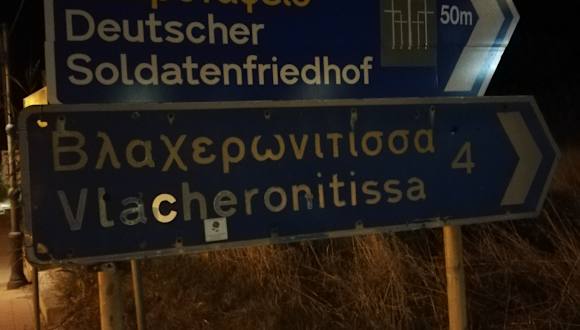 Deutscher
Soldatenfriedhof
50m
Βλαχερωνιτισσα
Vlacheronitissa
4